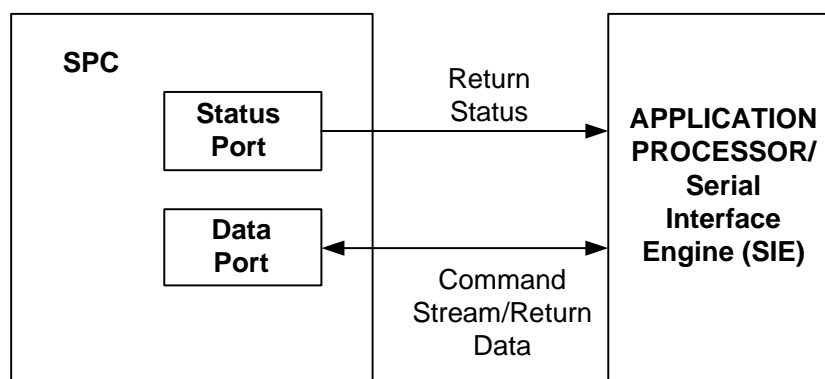 SPC
Status
Port
Return
Status
APPLICATION
PROCESSOR/
Serial
Interface
Engine (SIE)
Data
Port
Command
Stream/Return
Data